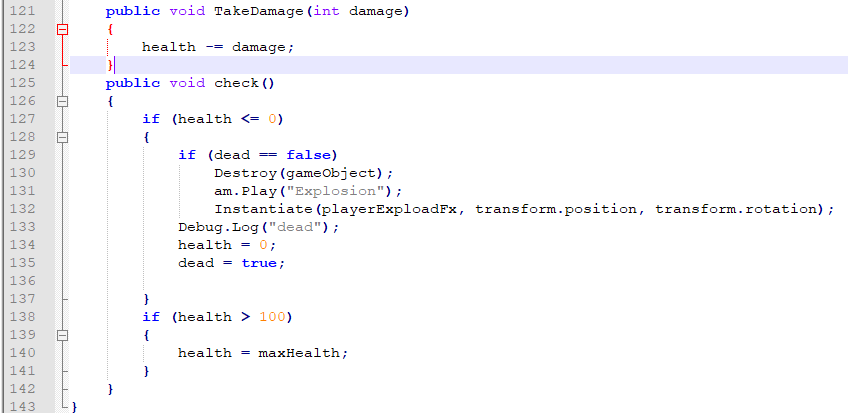 121 public void TakeDamage(int damage)
122 {
123 health -= damage;
124 }
125 public void check()
126 {
127 if (health <= 0)
128 {
129 if (dead == false)
130 Destroy(gameObject);
131 am.Play("Explosion");
132 Instantiate(playerExploadFx, transform.position, transform.rotation);
133 Debug.Log("dead");
134 health = 0;
135 dead = true;
136
137 }
138 if (health > 100)
139 {
140 health = maxHealth;
141 }
142 }
143 }